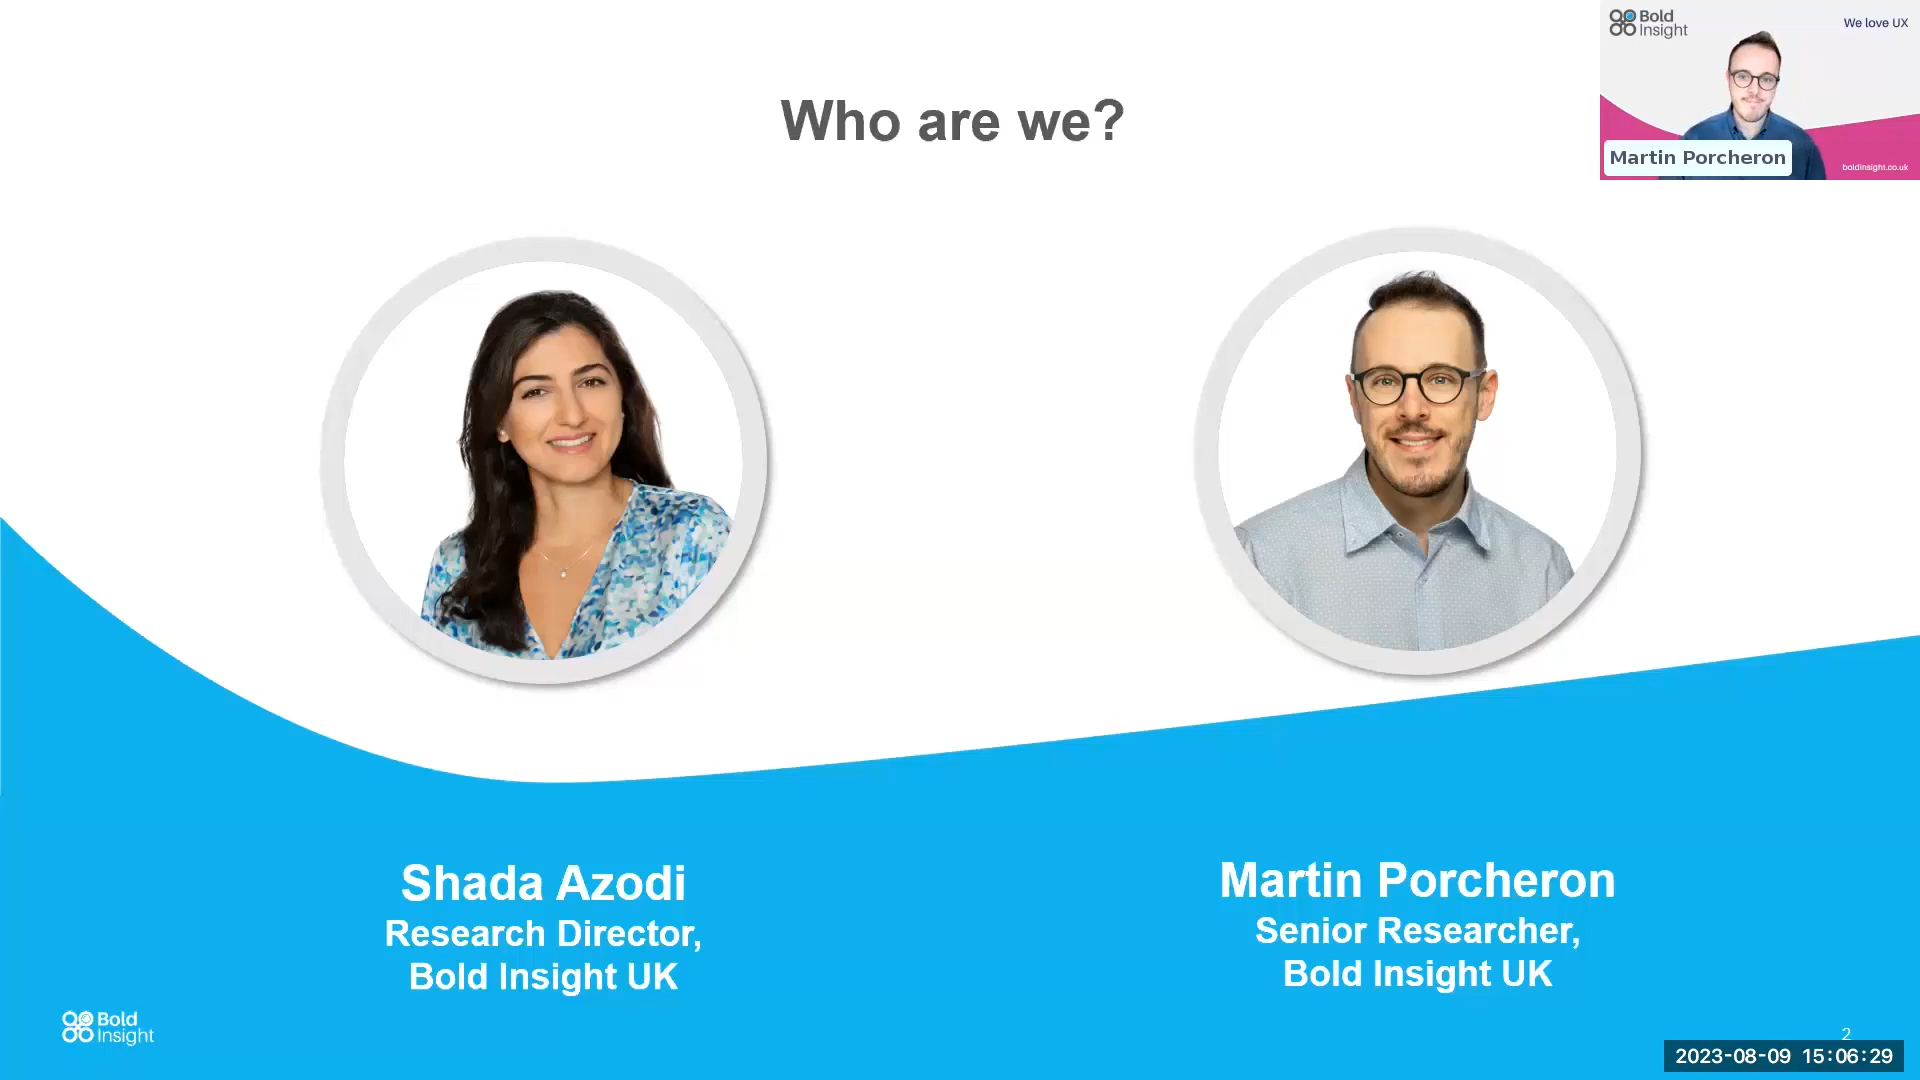 Bold
Insight
We love UX
Who are we?
Martin Porcheron
boldinsight.co.uk
Shada Azodi
Research Director,
Bold Insight UK
Martin Porcheron
Senior Researcher,
Bold Insight UK
Bold
Insight
2
2023-08-09 15:06:29